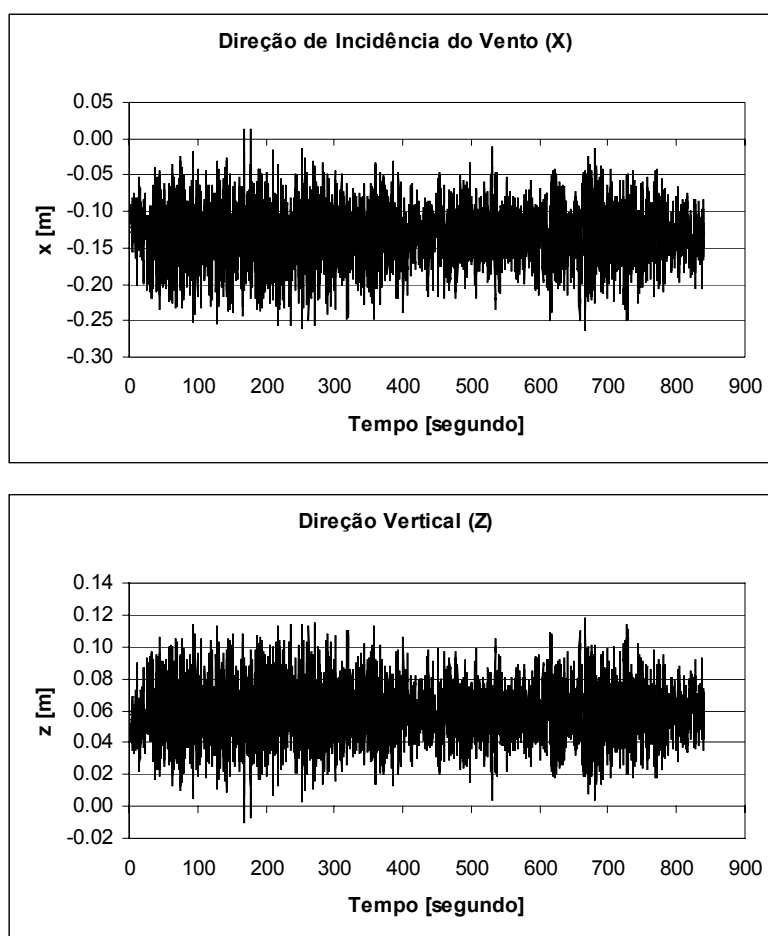 Direção de Incidência do Vento (X)
0.05
0.00
-0.05
-0.10
-0.15
-0.20
-0.25
-0.30
x [m]
0 100 200 300 400 500 600 700 800 900
Tempo [segundo]
Direção Vertical (Z)
0.14
0.12
0.10
0.08
0.06
0.04
0.02
0.00
-0.02
z [m]
0 100 200 300 400 500 600 700 800 900
Tempo [segundo]